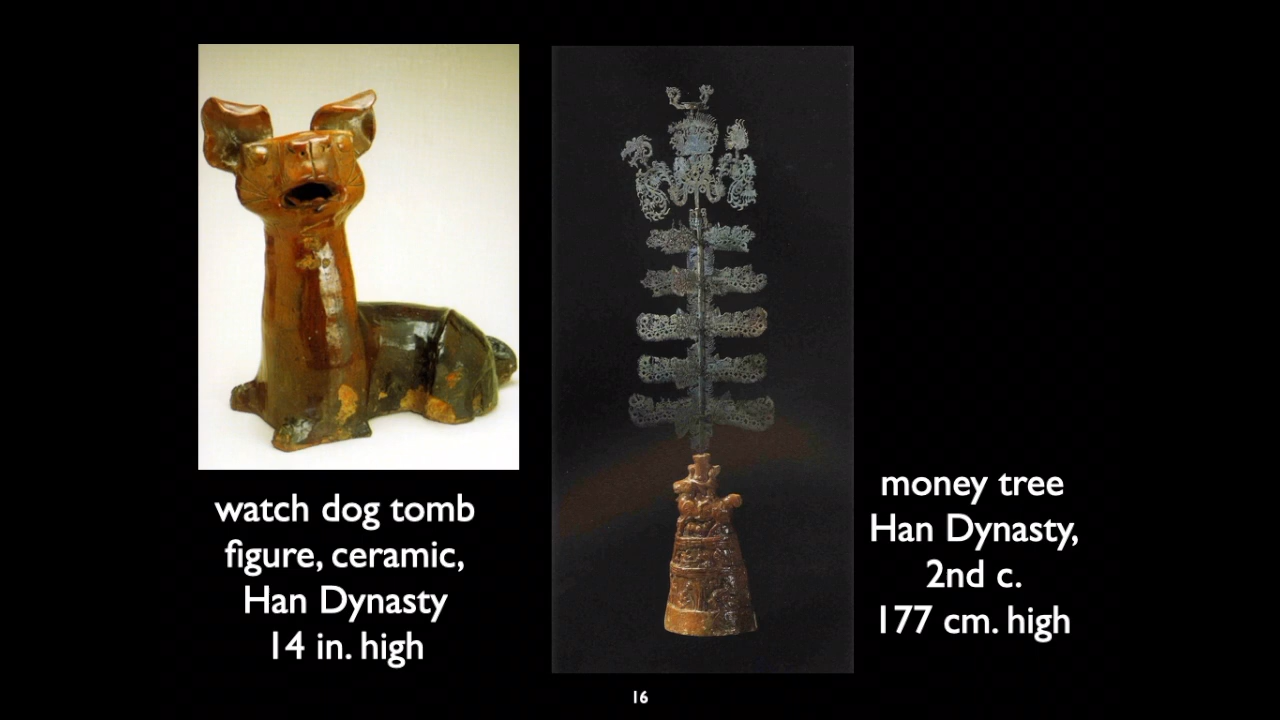 watch dog tomb
figure, ceramic,
Han Dynasty
14 in. high
money tree
Han Dynasty,
2nd c.
177 cm. high
16